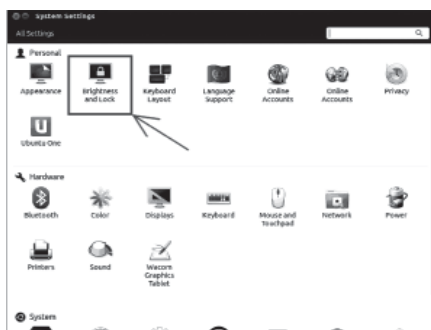 System Settings
All Settings
Personal
Appearance
Brightness and Lock
Keyboard Layout
Language Support
Online Accounts
Online Accounts
Privacy
Ubuntu One
Hardware
Bluetooth
Color
Displays
Keyboard
Mouse and Touchpad
Network
Power
Printers
Sound
Wacom Graphics Tablet
System